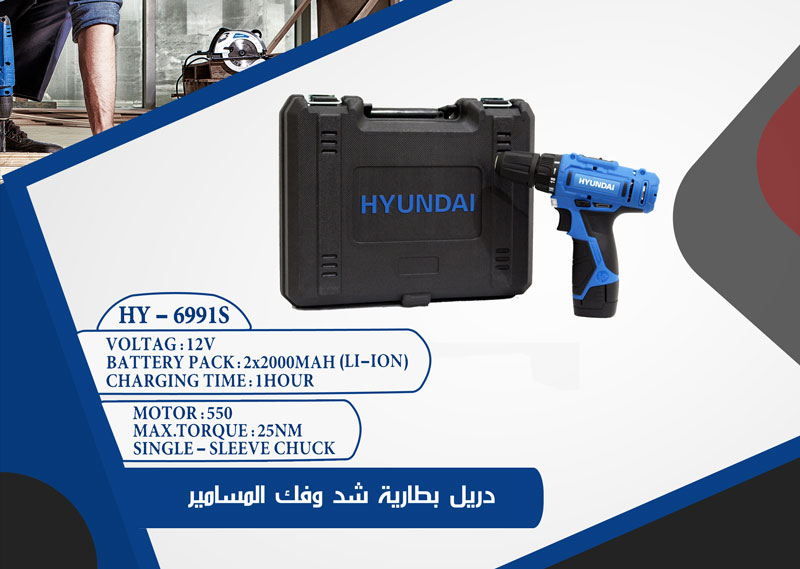 HYUNDAI
HYUNDAI
HY - 6991S
VOLTAG : 12V
BATTERY PACK : 2x2000MAH (LI-ION)
CHARGING TIME : 1HOUR
MOTOR : 550
MAX.TORQUE : 25NM
SINGLE - SLEEVE CHUCK
دريل بطارية شد وفك المسامير